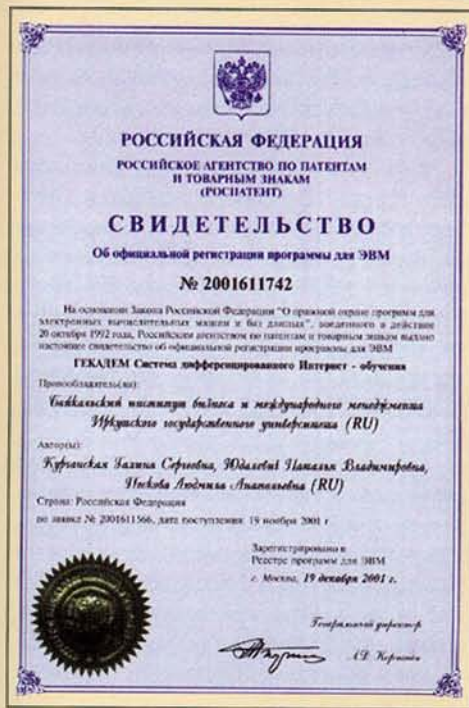 РОССИЙСКАЯ ФЕДЕРАЦИЯ
РОССИЙСКОЕ АГЕНТСТВО ПО ПАТЕНТАМ
И ТОВАРНЫМ ЗНАКАМ
(РОСПАТЕНТ)
СВИДЕТЕЛЬСТВО
Об официальной регистрации программы для ЭВМ
№ 2001611742
На основании Закона Российской Федерации "О правовой охране программ для
электронных вычислительных машин и баз данных", введенного в действие
20 октября 1992 года, Российским агентством по патентам и товарным знакам выдано
настоящее свидетельство об официальной регистрации программы для ЭВМ
ГЕКАДЕМ Система дифференцированного Интернет - обучения
Правообладатель(ли):
Байкальский институт бизнеса и международного менеджмента
Иркутского государственного университета (RU)
Автор(ы):
Курганская Галина Сергеевна, Юдалевич Наталья Владимировна,
Носкова Людмила Анатольевна (RU)
Страна: Российская Федерация
по заявке № 2001611566, дата поступления: 19 ноября 2001 г.
Зарегистрировано в
Реестре программ для ЭВМ
г. Москва, 19 декабря 2001 г.
Генеральный директор
А.Д. Корчагин